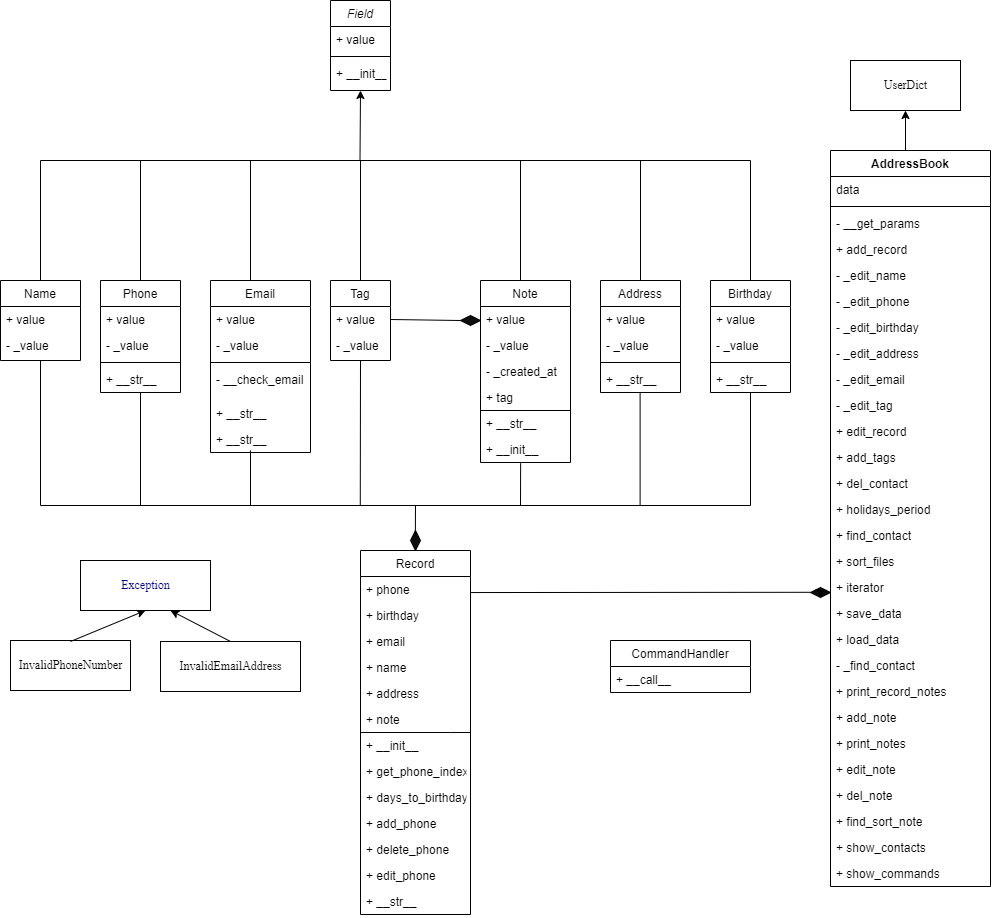 Field
+ value
+ __init__
UserDict
AddressBook
data
- __get_params
+ add_record
- _edit_name
- _edit_phone
- _edit_birthday
- _edit_address
- _edit_email
- _edit_tag
+ edit_record
+ add_tags
+ del_contact
+ holidays_period
+ find_contact
+ sort_files
+ iterator
+ save_data
+ load_data
- _find_contact
+ print_record_notes
+ add_note
+ print_notes
+ edit_note
+ del_note
+ find_sort_note
+ show_contacts
+ show_commands
Name
+ value
- _value
Phone
+ value
- _value
+ __str__
Email
+ value
- _value
- __check_email
+ __str__
+ __str__
Tag
+ value
- _value
Note
+ value
- _value
- _created_at
+ tag
+ __str__
+ __init__
Address
+ value
- _value
+ __str__
Birthday
+ value
- _value
+ __str__
Exception
InvalidPhoneNumber
InvalidEmailAddress
Record
+ phone
+ birthday
+ email
+ name
+ address
+ note
+ __init__
+ get_phone_index
+ days_to_birthday
+ add_phone
+ delete_phone
+ edit_phone
+ __str__
CommandHandler
+ __call__